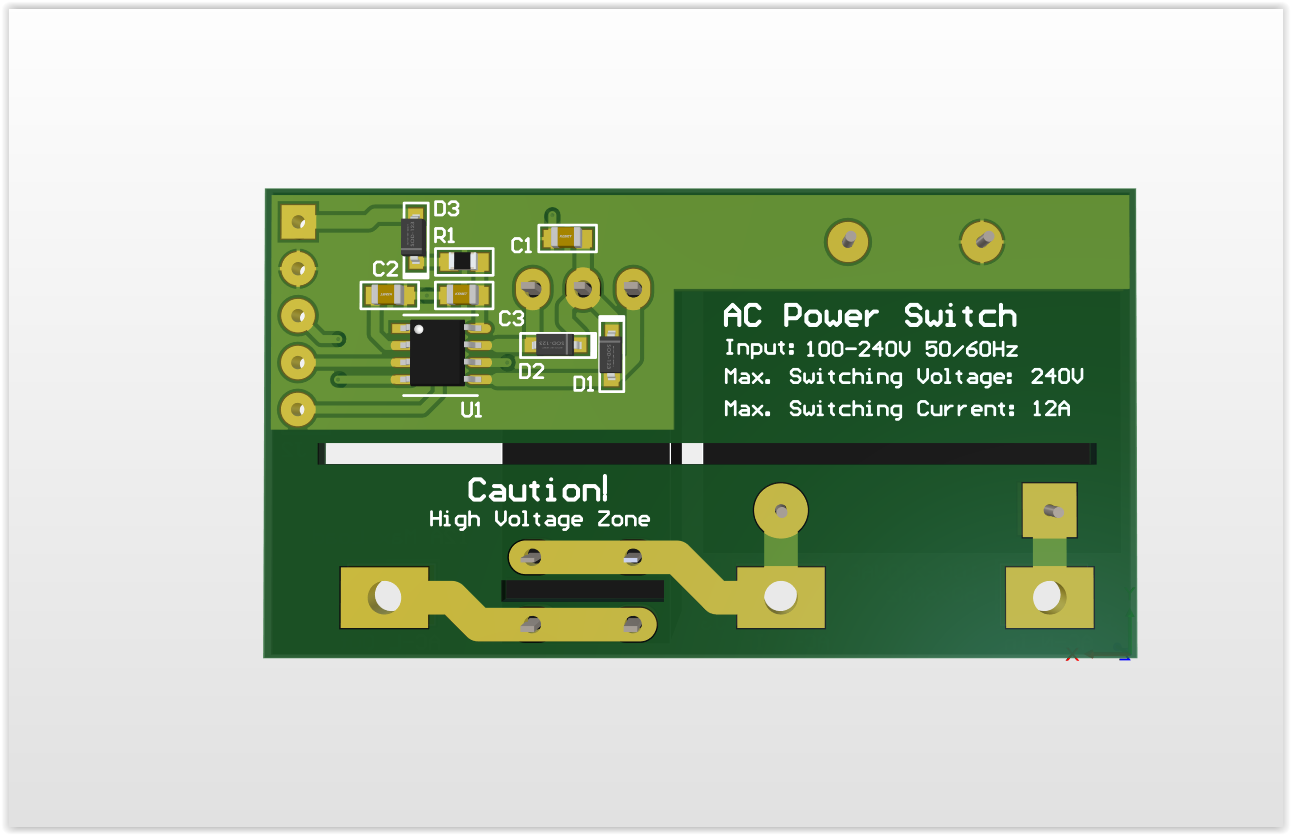 D3
R1
C1
C2
C3
D2
D1
U1
AC Power Switch
Input: 100-240V 50/60Hz
Max. Switching Voltage: 240V
Max. Switching Current: 12A
Caution!
High Voltage Zone